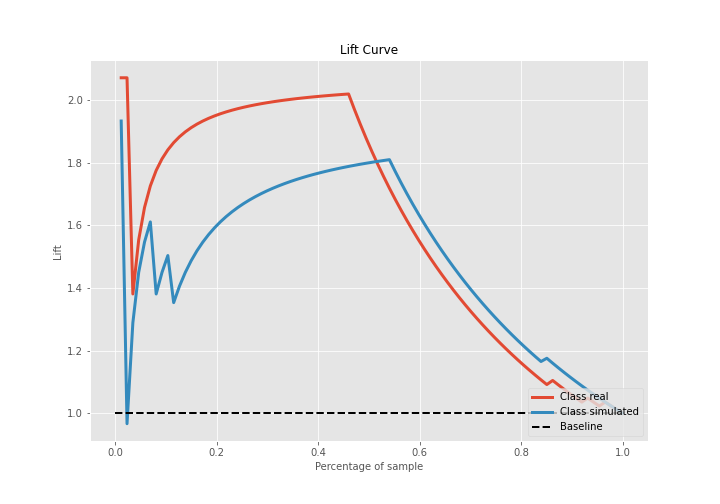 Lift Curve
2.0
1.8
1.6
1.4
1.2
1.0
Lift
Class real
Class simulated
Baseline
0.0 0.2 0.4 0.6 0.8 1.0
Percentage of sample